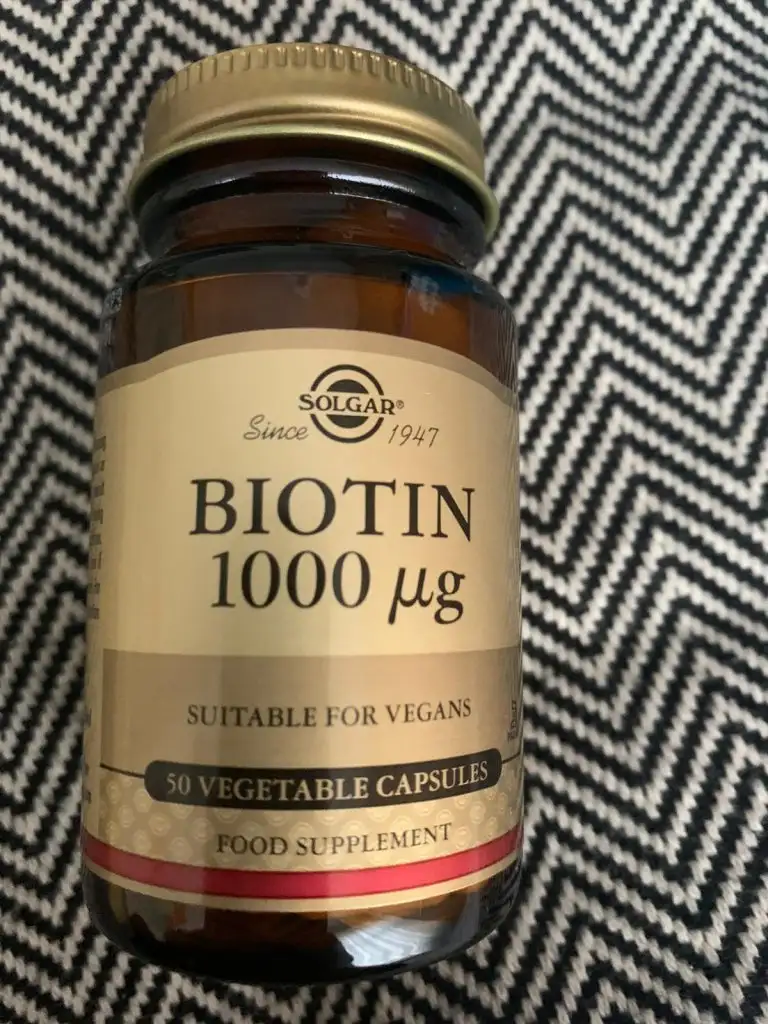 SOLGAR®
Since 1947
BIOTIN
1000 µg
SUITABLE FOR VEGANS
50 VEGETABLE CAPSULES
FOOD SUPPLEMENT